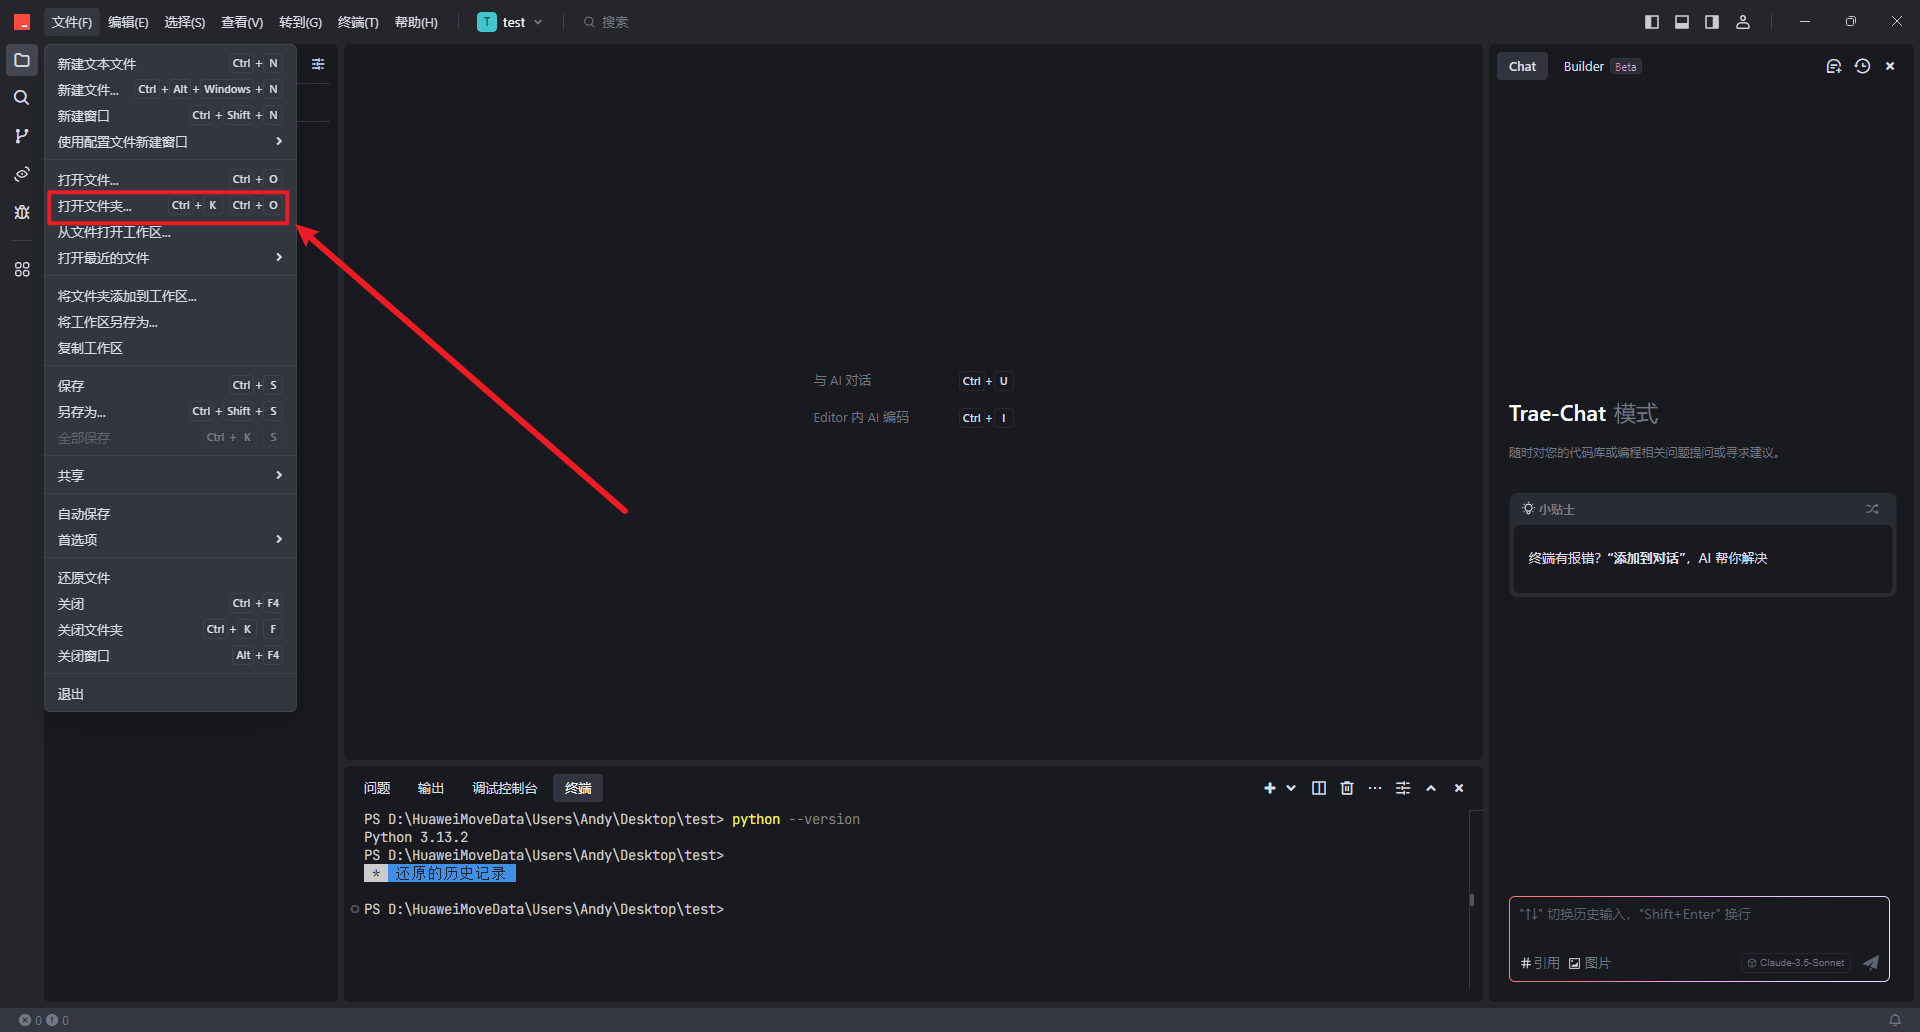 文件(F) 编辑(E) 选择(S) 查看(V) 转到(G) 终端(T) 帮助(H) T test 搜索
新建文本文件 Ctrl + N
新建文件... Ctrl + Alt + Windows + N
新建窗口 Ctrl + Shift + N
使用配置文件新建窗口
打开文件... Ctrl + O
打开文件夹... Ctrl + K Ctrl + O
从文件打开工作区...
打开最近的文件
将文件夹添加到工作区...
将工作区另存为...
复制工作区
保存 Ctrl + S
另存为... Ctrl + Shift + S
全部保存 Ctrl + K S
共享
自动保存
首选项
还原文件
关闭 Ctrl + F4
关闭文件夹 Ctrl + K F
关闭窗口 Alt + F4
退出
与 AI 对话 Ctrl + U
Editor 内 AI 编码 Ctrl + I
问题 输出 调试控制台 终端
PS D:\HuaweiMoveData\Users\Andy\Desktop\test> python --version
Python 3.13.2
PS D:\HuaweiMoveData\Users\Andy\Desktop\test>
* 还原的历史记录
PS D:\HuaweiMoveData\Users\Andy\Desktop\test>
Chat Builder Beta
Trae-Chat 模式
随时对您的代码库或编程相关问题提问或寻求建议。
小贴士
终端有报错？“添加到对话”，AI 帮你解决
"↑↓" 切换历史输入，"Shift+Enter" 换行
#引用 图片 Claude-3.5-Sonnet
0 0